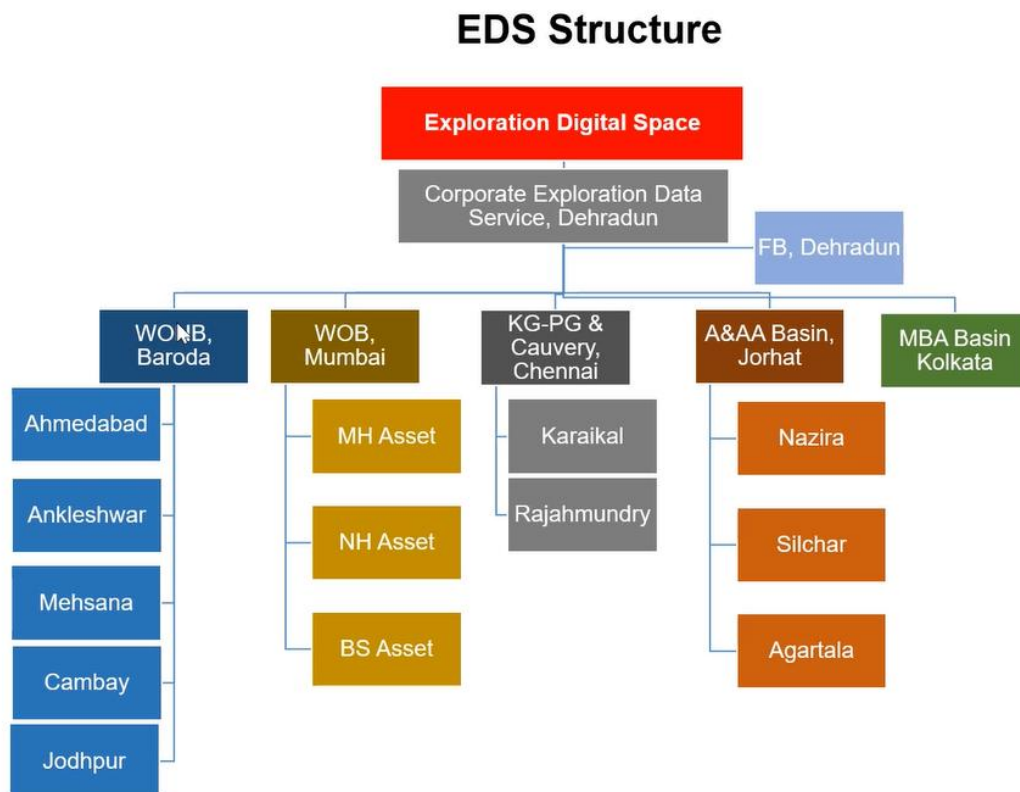 EDS Structure
Exploration Digital Space
Corporate Exploration Data
Service, Dehradun
FB, Dehradun
Baroda
WOB,
Mumbai
KG-PG &
Cauvery,
Chennai
A&AA Basin,
Jorhat
MBA Basin
Kolkata
Ahmedabad
Ankleshwar
Mehsana
Cambay
Jodhpur
MH Asset
NH Asset
BS Asset
Karaikal
Rajahmundry
Nazira
Silchar
Agartala